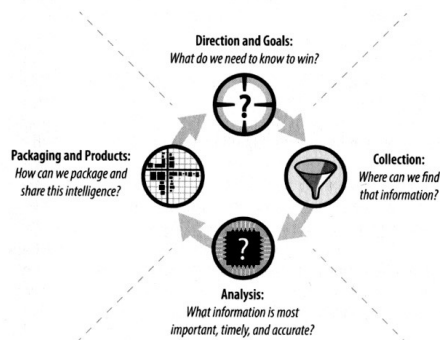 Direction and Goals:
What do we need to know to win?
?
Packaging and Products:
How can we package and
share this intelligence?
Collection:
Where can we find
that information?
?
Analysis:
What information is most
important, timely, and accurate?